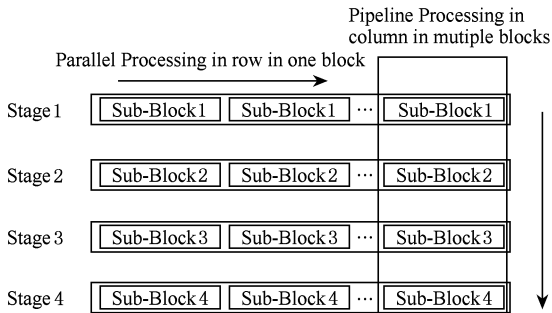 Pipeline Processing in
column in mutiple blocks
Parallel Processing in row in one block
Stage 1 Sub-Block1 Sub-Block1 ... Sub-Block1
Stage 2 Sub-Block2 Sub-Block2 ... Sub-Block2
Stage 3 Sub-Block3 Sub-Block3 ... Sub-Block3
Stage 4 Sub-Block4 Sub-Block4 ... Sub-Block4